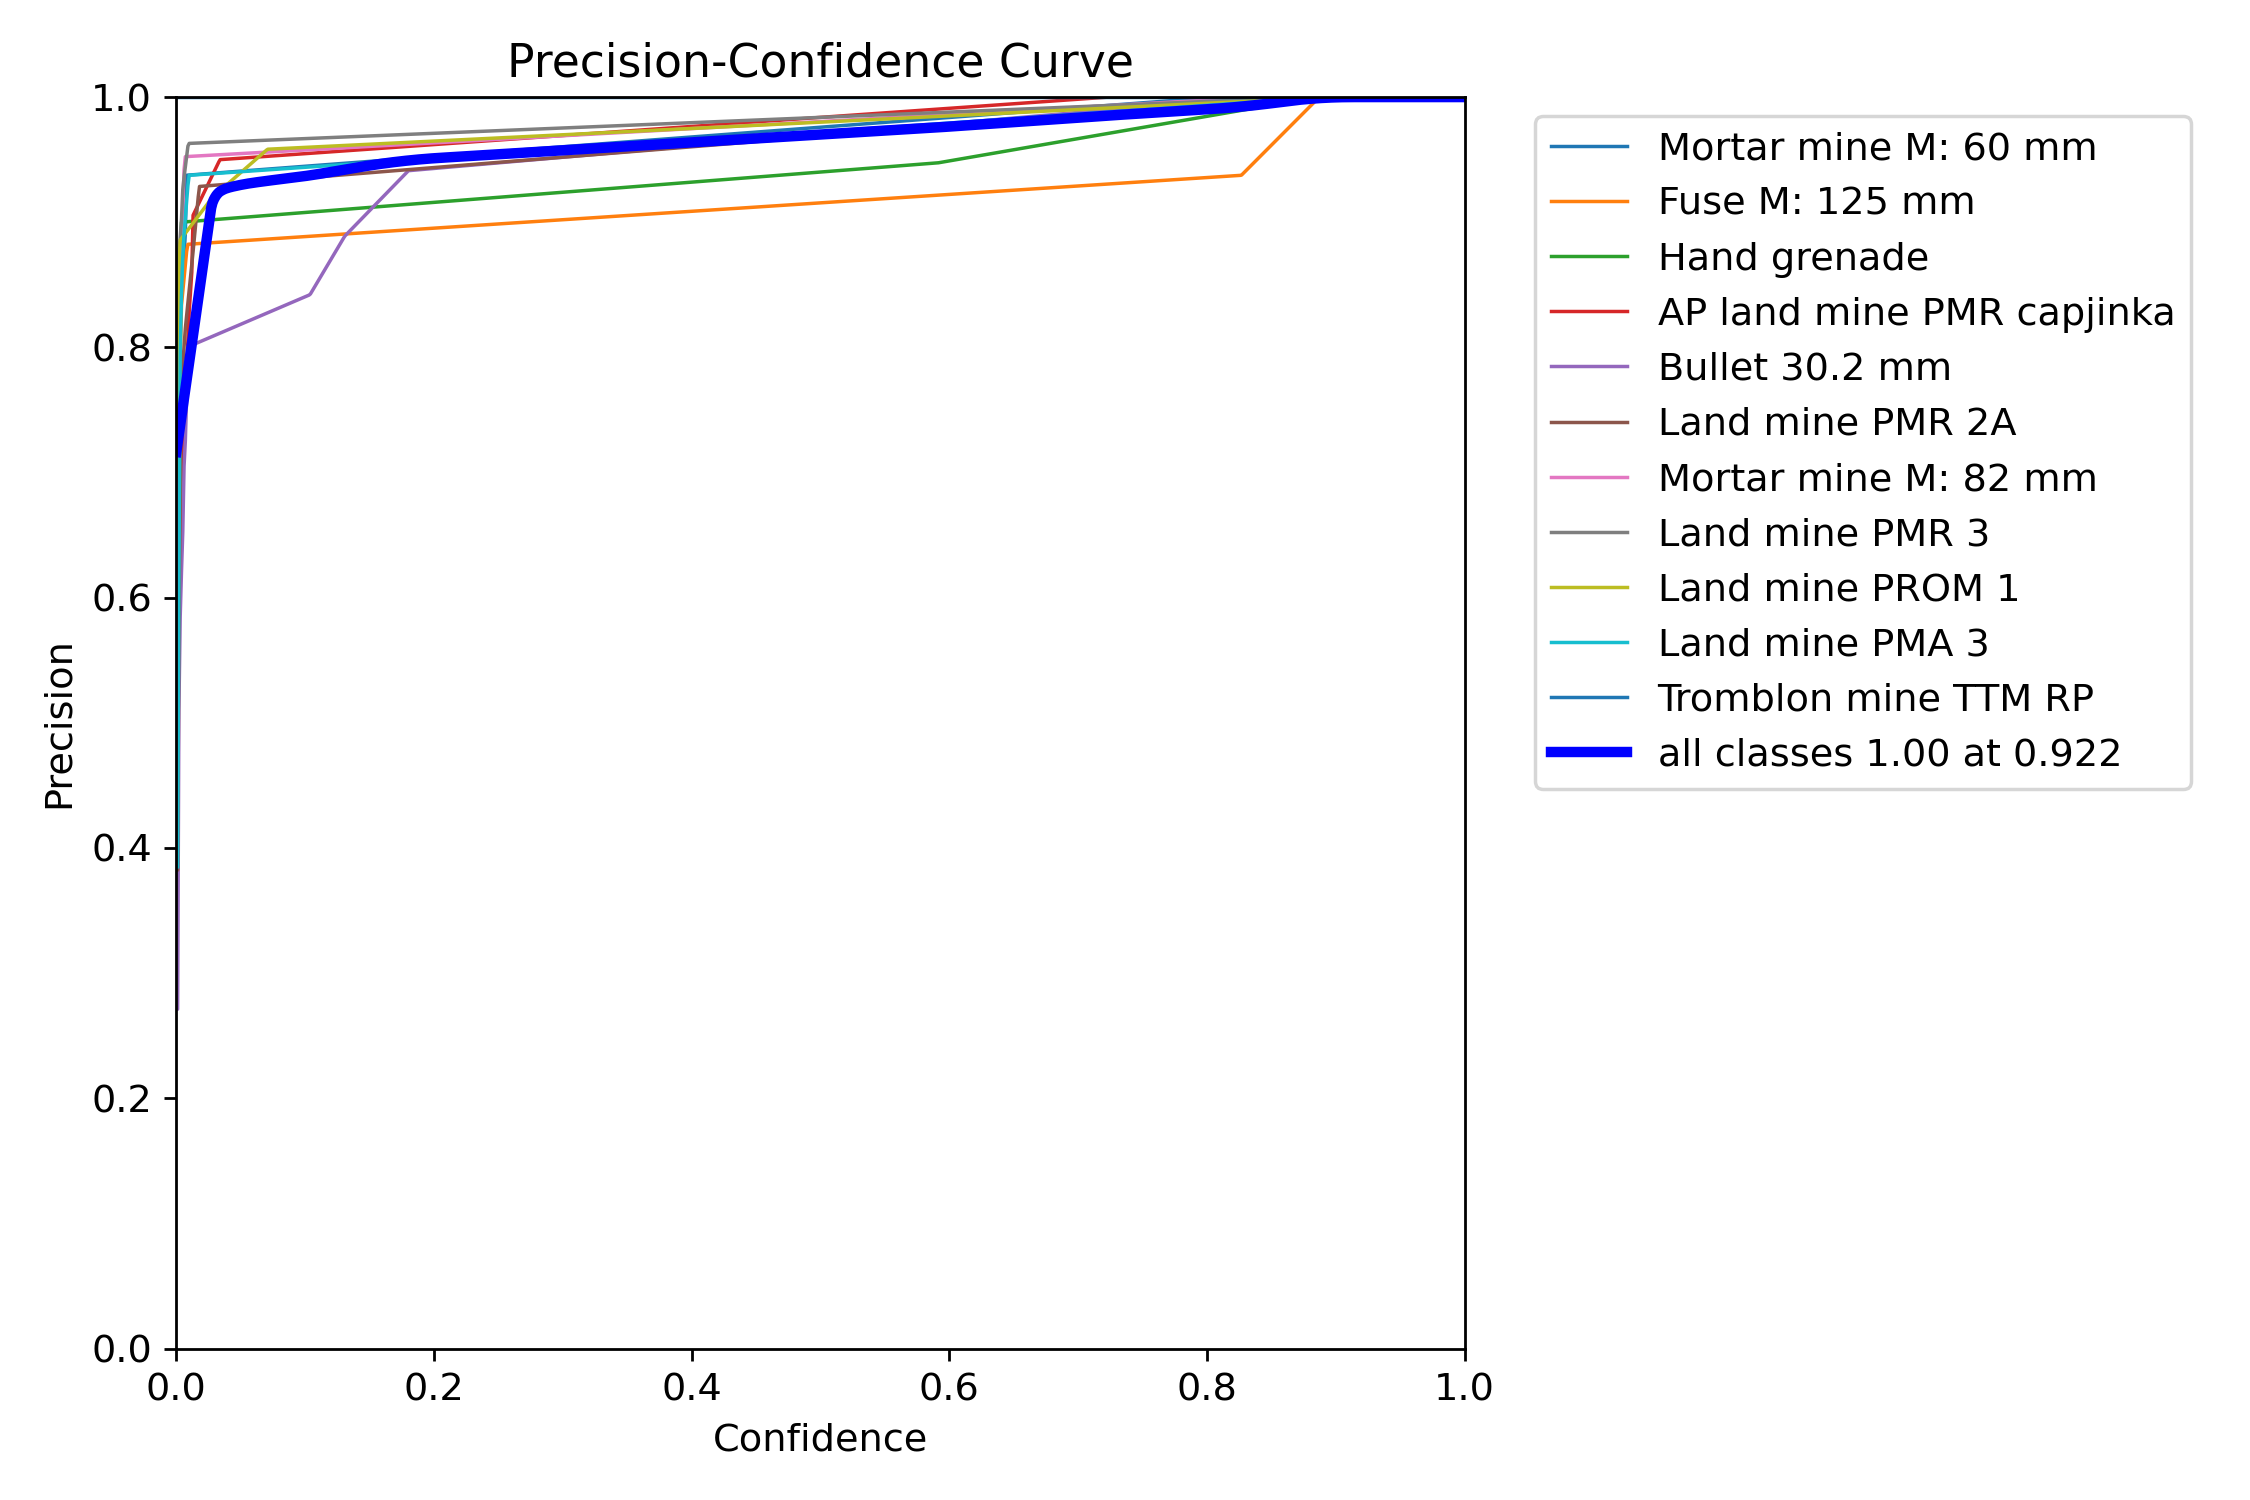 Precision-Confidence Curve
1.0
0.8
0.6
0.4
0.2
0.0
Precision
0.0 0.2 0.4 0.6 0.8 1.0
Confidence
Mortar mine M: 60 mm
Fuse M: 125 mm
Hand grenade
AP land mine PMR capjinka
Bullet 30.2 mm
Land mine PMR 2A
Mortar mine M: 82 mm
Land mine PMR 3
Land mine PROM 1
Land mine PMA 3
Tromblon mine TTM RP
all classes 1.00 at 0.922